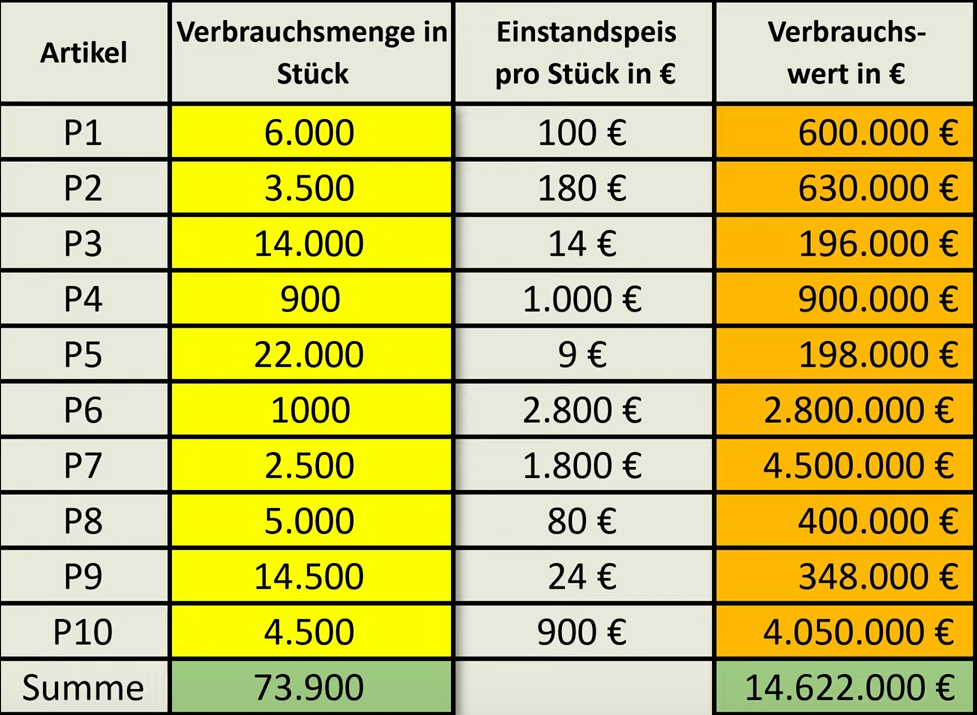 Artikel Verbrauchsmenge in Stück Einstandspeis pro Stück in € Verbrauchs- wert in €
P1 6.000 100 € 600.000 €
P2 3.500 180 € 630.000 €
P3 14.000 14 € 196.000 €
P4 900 1.000 € 900.000 €
P5 22.000 9 € 198.000 €
P6 1000 2.800 € 2.800.000 €
P7 2.500 1.800 € 4.500.000 €
P8 5.000 80 € 400.000 €
P9 14.500 24 € 348.000 €
P10 4.500 900 € 4.050.000 €
Summe 73.900 14.622.000 €